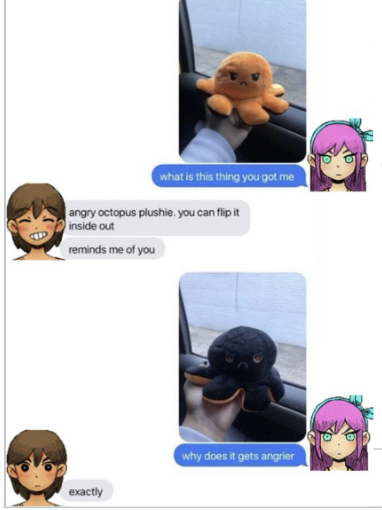 what is this thing you got me
angry octopus plushie. you can flip it
inside out
reminds me of you
why does it gets angrier
exactly